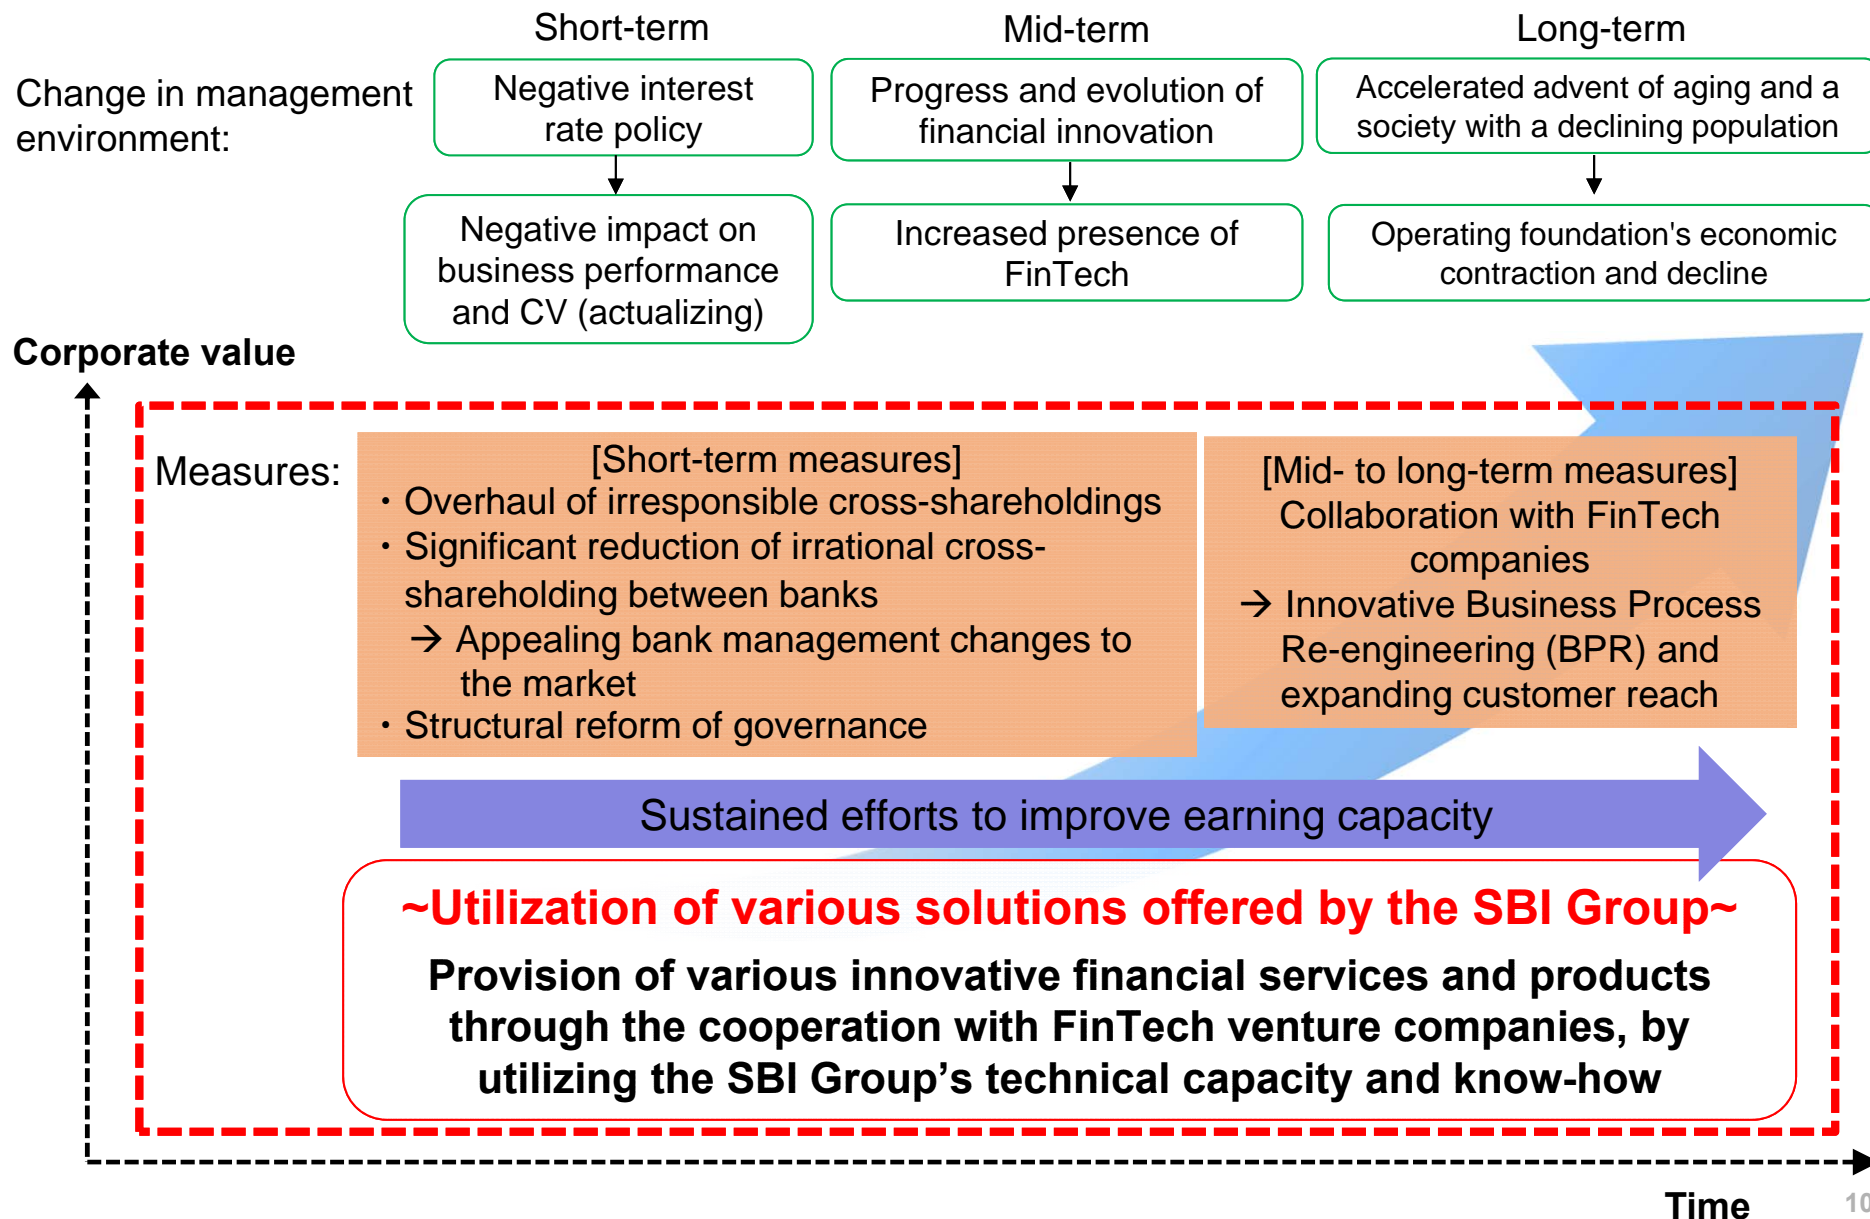 Short-term
Mid-term
Long-term
Change in management
environment:
Negative interest
rate policy
Progress and evolution of
financial innovation
Accelerated advent of aging and a
society with a declining population
Negative impact on
business performance
and CV (actualizing)
Increased presence of
FinTech
Operating foundation's economic
contraction and decline
Corporate value
Measures:
[Short-term measures]
・Overhaul of irresponsible cross-shareholdings
・Significant reduction of irrational cross-
shareholding between banks
→ Appealing bank management changes to
the market
・Structural reform of governance
[Mid- to long-term measures]
Collaboration with FinTech
companies
→ Innovative Business Process
Re-engineering (BPR) and
expanding customer reach
Sustained efforts to improve earning capacity
~Utilization of various solutions offered by the SBI Group~
Provision of various innovative financial services and products
through the cooperation with FinTech venture companies, by
utilizing the SBI Group’s technical capacity and know-how
Time
10